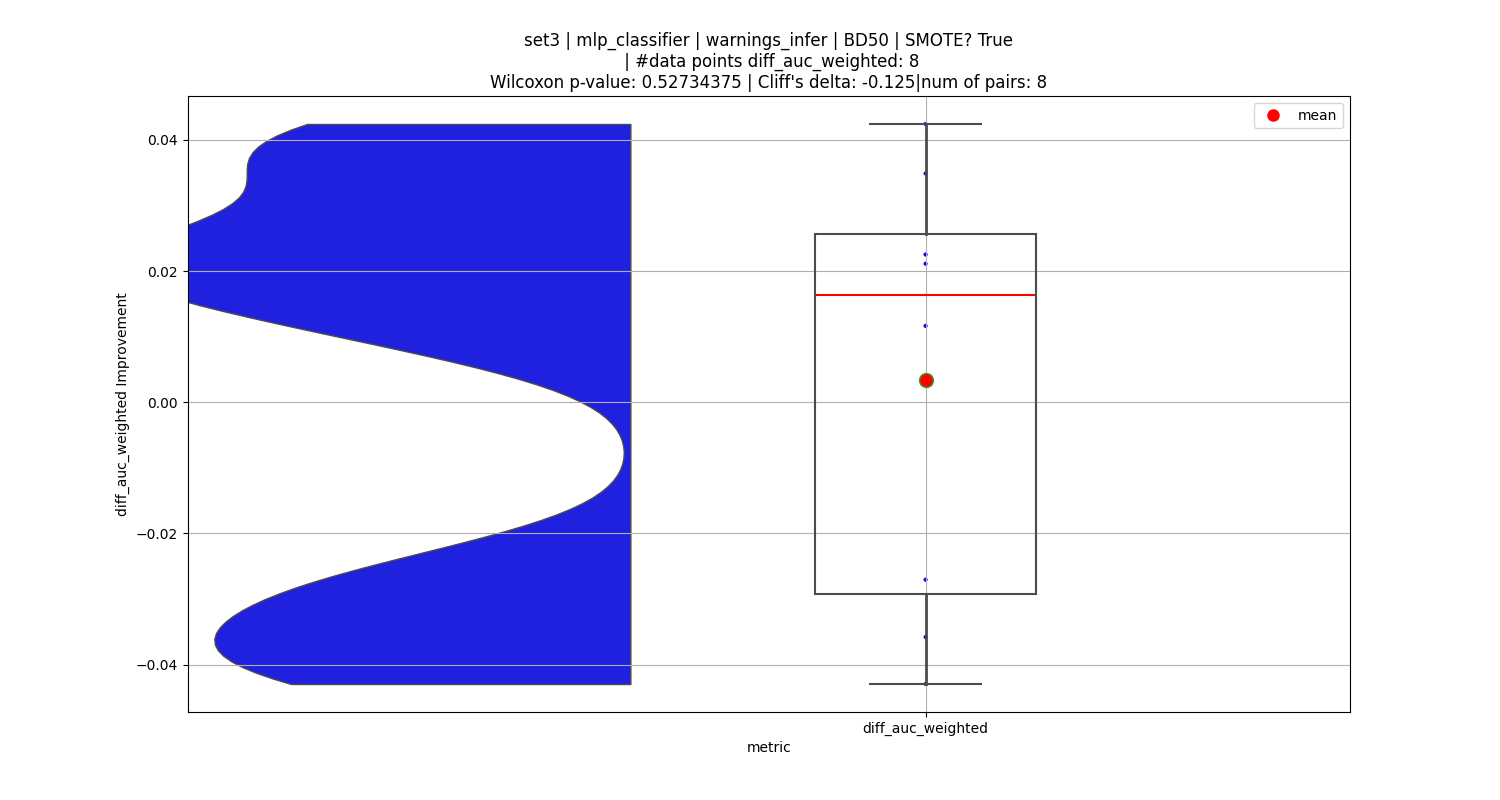 set3 | mlp_classifier | warnings_infer | BD50 | SMOTE? True
| #data points diff_auc_weighted: 8
Wilcoxon p-value: 0.52734375 | Cliff's delta: -0.125|num of pairs: 8
mean
0.04
0.02
0.00
−0.02
−0.04
diff_auc_weighted Improvement
diff_auc_weighted
metric